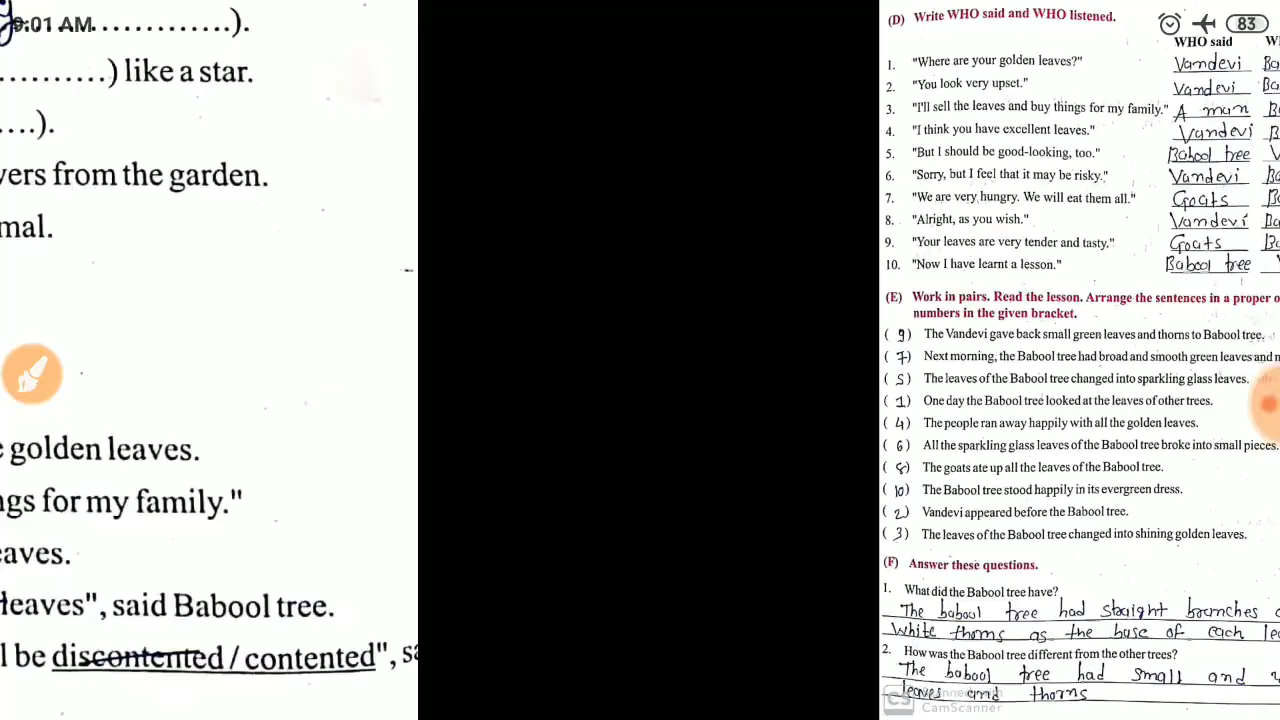 9:01 AM
.............).
..........) like a star.
....).
vers from the garden.
mal.
golden leaves.
ngs for my family."
eaves.
leaves", said Babool tree.
l be discontented / contented", sa
83
(D) Write WHO said and WHO listened.
WHO said W
1. "Where are your golden leaves?" Vandevi Ba
2. "You look very upset." Vandevi Ba
3. "I'll sell the leaves and buy things for my family." A man B
4. "I think you have excellent leaves." Vandevi B
5. "But I should be good-looking, too." Babool tree V
6. "Sorry, but I feel that it may be risky." Vandevi Ba
7. "We are very hungry. We will eat them all." Goats Ba
8. "Alright, as you wish." Vandevi Ba
9. "Your leaves are very tender and tasty." Goats Ba
10. "Now I have learnt a lesson." Babool tree V
(E) Work in pairs. Read the lesson. Arrange the sentences in a proper o
numbers in the given bracket.
( 9 ) The Vandevi gave back small green leaves and thorns to Babool tree.
( 7 ) Next morning, the Babool tree had broad and smooth green leaves and n
( 5 ) The leaves of the Babool tree changed into sparkling glass leaves.
( 1 ) One day the Babool tree looked at the leaves of other trees.
( 4 ) The people ran away happily with all the golden leaves.
( 6 ) All the sparkling glass leaves of the Babool tree broke into small pieces.
( 8 ) The goats ate up all the leaves of the Babool tree.
( 10 ) The Babool tree stood happily in its evergreen dress.
( 2 ) Vandevi appeared before the Babool tree.
( 3 ) The leaves of the Babool tree changed into shining golden leaves.
(F) Answer these questions.
1. What did the Babool tree have?
The babool tree had straight branches
White thorns as the base of each lea
2. How was the Babool tree different from the other trees?
The babool tree had small and
leaves and thorns
CS Scanned with
CamScanner